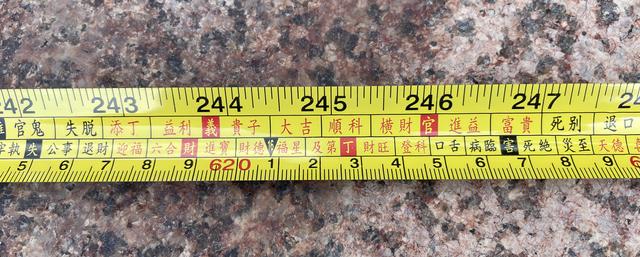 242 243 244 245 246 247
官鬼 失脱 添丁 益利 義 貴子 大吉 順科 橫財 官 進益 富貴 死別 退口
執 失 公事 退財 迎福 六合 財 進寶 財德 福星 及第 丁 財旺 登科 口舌 病臨 害 死絶 災至 天德
5 6 7 8 9 620 1 2 3 4 5 6 7 8 9 6